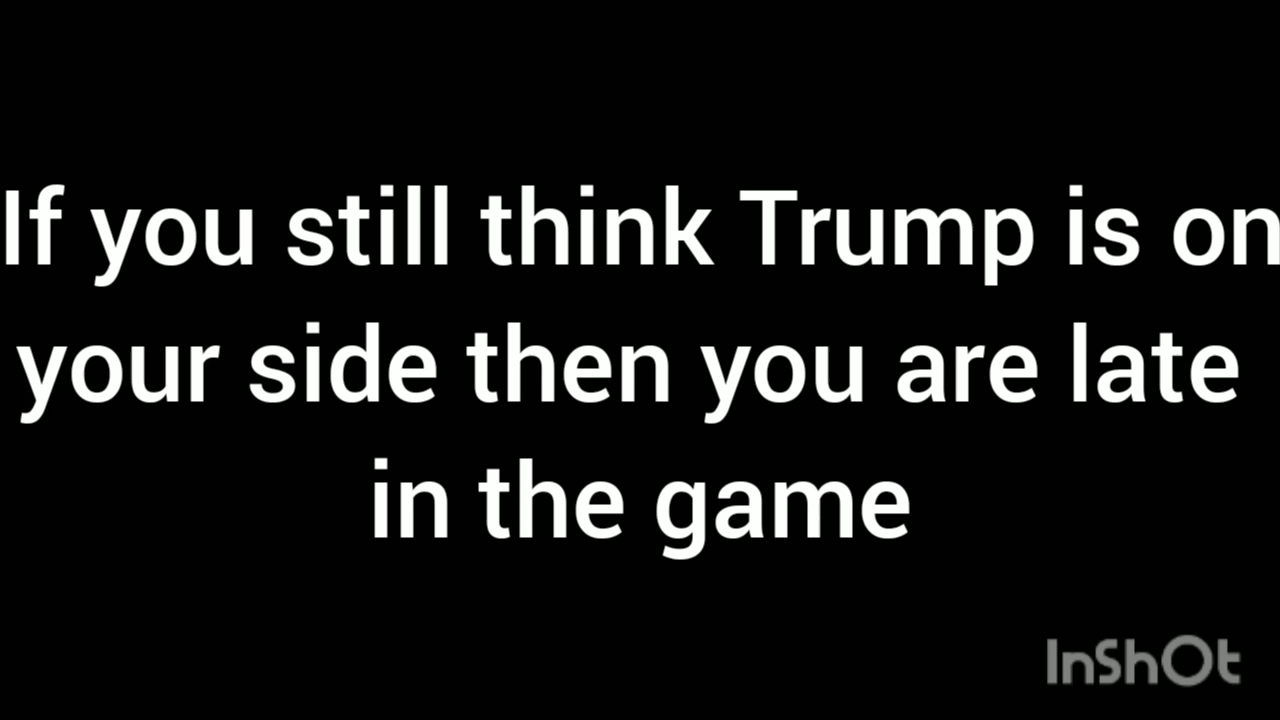 If you still think Trump is on
your side then you are late
in the game
InShOt